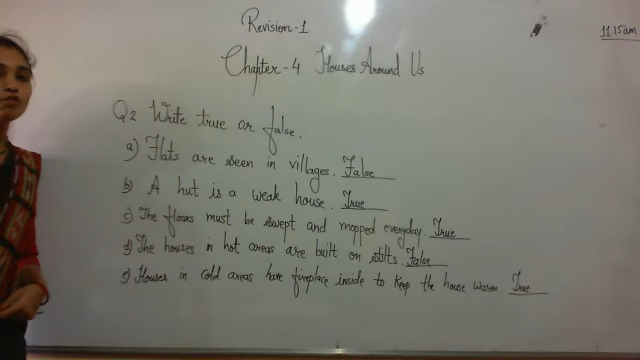 Revision-1
11.15am
Chapter-4 Houses Around Us
Q2 Write true or false.
a) Flats are seen in villages. False
b) A hut is a weak house. True
c) The floors must be swept and mopped everyday. True
d) The houses in hot areas are built on stilts. False
e) Houses in cold areas have fireplace inside to keep the house warm. True